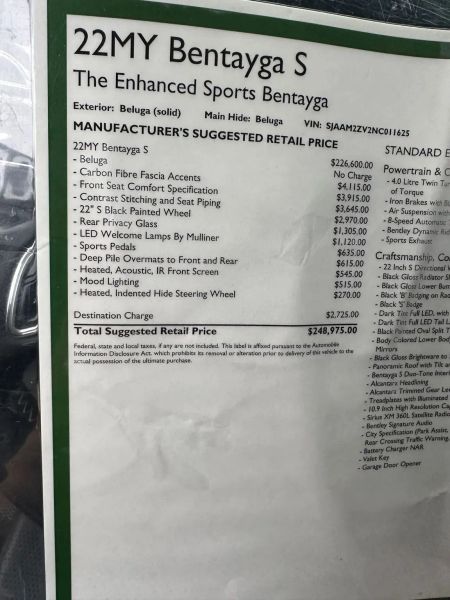 22MY Bentayga S
The Enhanced Sports Bentayga
Exterior: Beluga (solid) Main Hide: Beluga VIN: SJAAM2ZV2NC011625
MANUFACTURER'S SUGGESTED RETAIL PRICE
22MY Bentayga S $226,600.00
- Beluga No Charge
- Carbon Fibre Fascia Accents $4,115.00
- Front Seat Comfort Specification $3,915.00
- Contrast Stitching and Seat Piping $3,645.00
- 22" S Black Painted Wheel $2,970.00
- Rear Privacy Glass $1,305.00
- LED Welcome Lamps By Mulliner $1,120.00
- Sports Pedals $635.00
- Deep Pile Overmats to Front and Rear $615.00
- Heated, Acoustic, IR Front Screen $545.00
- Mood Lighting $515.00
- Heated, Indented Hide Steering Wheel $270.00
Destination Charge $2,725.00
Total Suggested Retail Price $248,975.00
Federal, state and local taxes, if any are not included. This label is affixed pursuant to the Automobile
Information Disclosure Act, which prohibits its removal or alteration prior to delivery of this vehicle to the
actual possession of the ultimate purchaser.
STANDARD E
Powertrain & C
- 4.0 Litre Twin Tu
of Torque
- Iron Brakes with Bl
- Air Suspension with
- 8-Speed Automatic
- Bentley Dynamic Rid
- Sports Exhaust
Craftsmanship, Co
- 22 Inch S Directional
- Black Gloss Radiator S
- Black Gloss Lower Bum
- Black 'B' Badging on Rad
- Black 'S' Badge
- Dark Tint Full LED, with
- Dark Tint Full LED Tail L
- Black Painted Oval Split T
- Body Colored Lower Body
Mirrors
- Black Gloss Brightware to
- Panoramic Roof with Tilt a
- Bentayga S Duo-Tone Interi
- Alcantara Headlining
- Alcantara Trimmed Gear Le
- Treadplates with Illuminated
- 10.9 Inch High Resolution Cap
- Sirius XM 360L Satellite Radio
- Bentley Signature Audio
- City Specification (Park Assist,
Rear Crossing Traffic Warning,
- Battery Charger NAR
- Valet Key
- Garage Door Opener